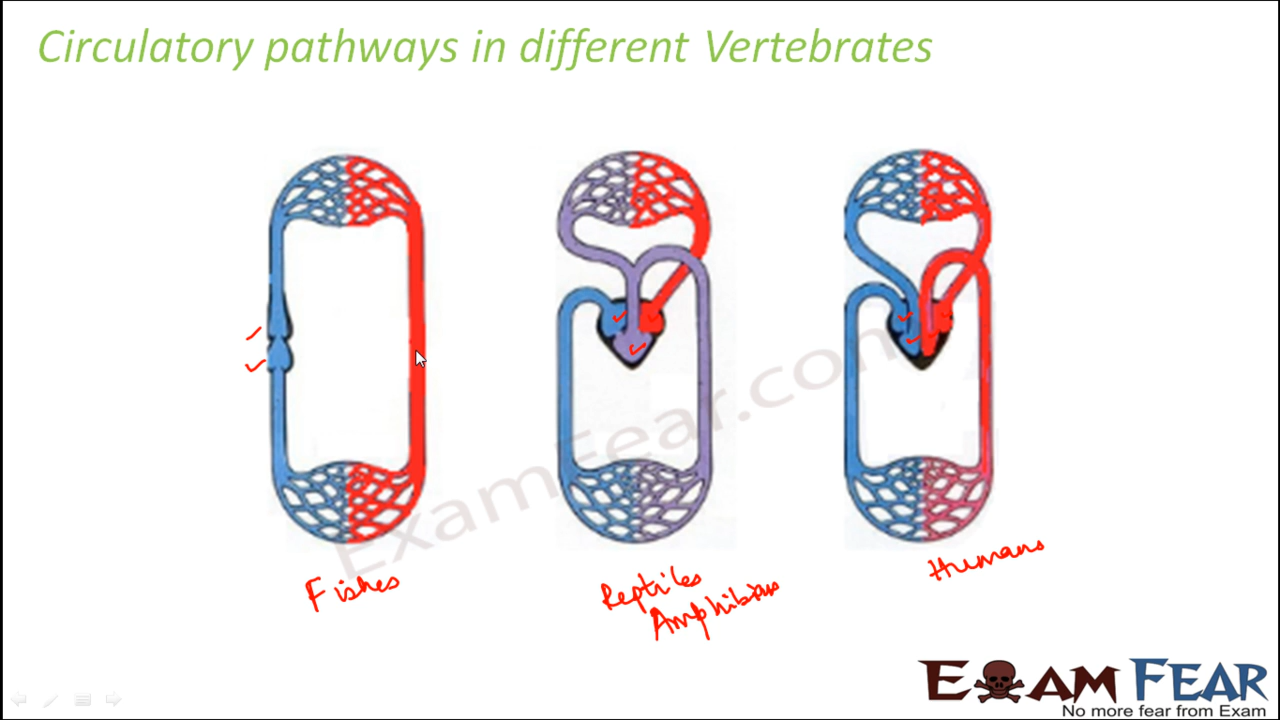 Circulatory pathways in different Vertebrates
ExamFear.com
Fishes
Reptiles
Amphibians
Humans
EXAM FEAR
No more fear from Exam